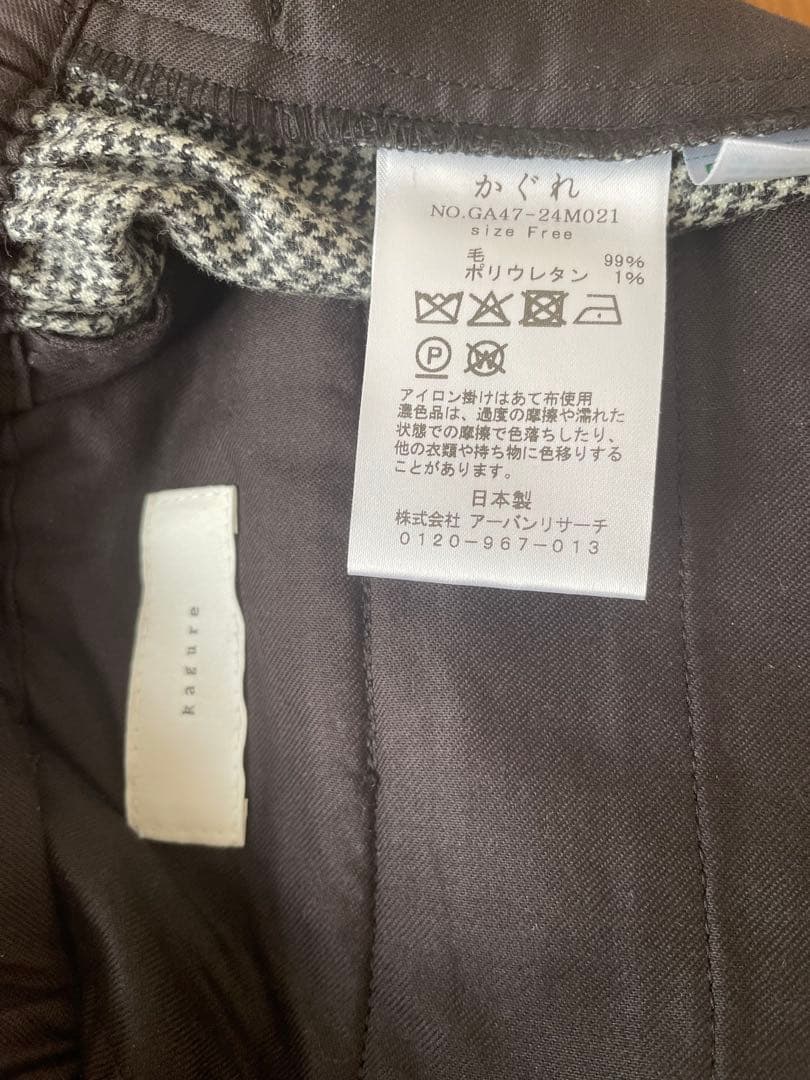 かぐれ
NO.GA47-24M021
size Free
毛 99%
ポリウレタン 1%
P
W
アイロン掛けはあて布使用
濃色品は、過度の摩擦や濡れた
状態での摩擦で色落ちしたり、
他の衣類や持ち物に色移りする
ことがあります。
日本製
株式会社 アーバンリサーチ
0120-967-013
kagure